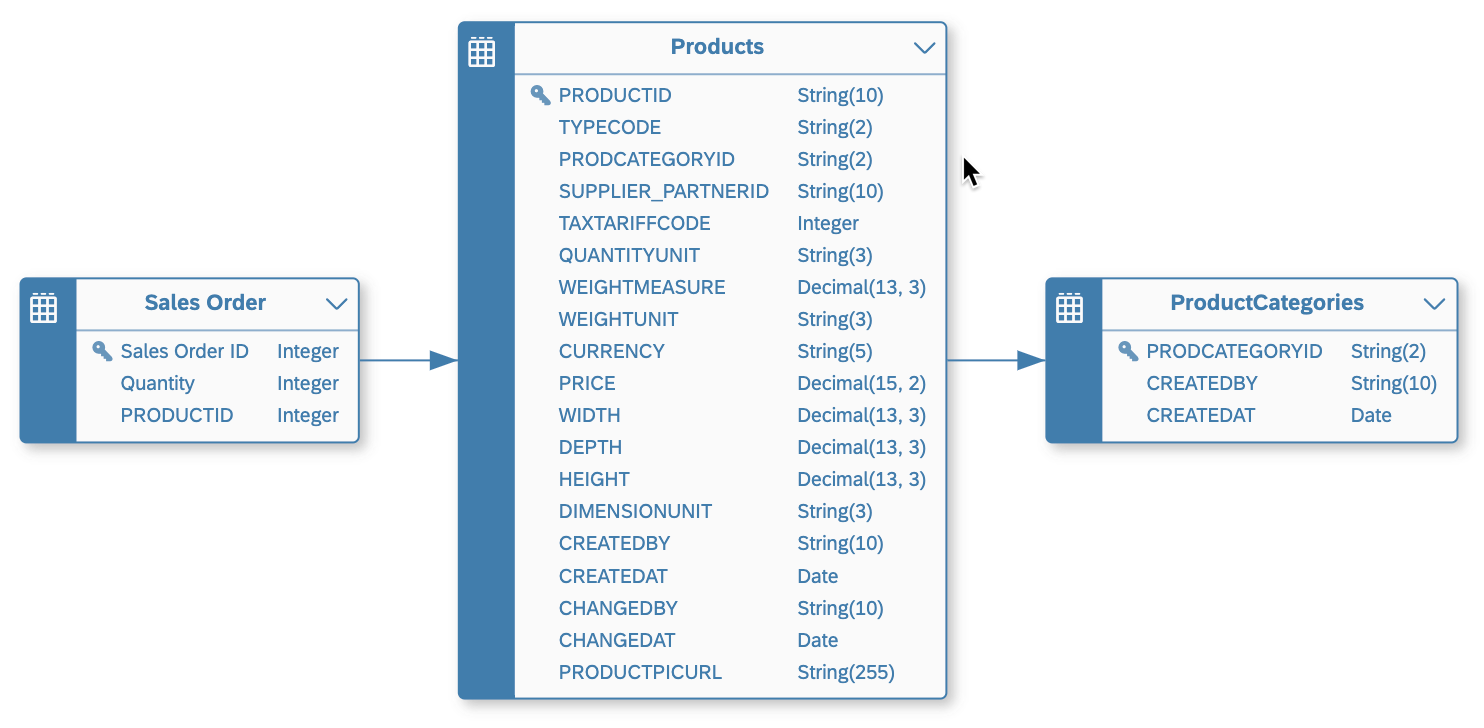 Sales Order
Sales Order ID Integer
Quantity Integer
PRODUCTID Integer
Products
PRODUCTID String(10)
TYPECODE String(2)
PRODCATEGORYID String(2)
SUPPLIER_PARTNERID String(10)
TAXTARIFFCODE Integer
QUANTITYUNIT String(3)
WEIGHTMEASURE Decimal(13, 3)
WEIGHTUNIT String(3)
CURRENCY String(5)
PRICE Decimal(15, 2)
WIDTH Decimal(13, 3)
DEPTH Decimal(13, 3)
HEIGHT Decimal(13, 3)
DIMENSIONUNIT String(3)
CREATEDBY String(10)
CREATEDAT Date
CHANGEDBY String(10)
CHANGEDAT Date
PRODUCTPICURL String(255)
ProductCategories
PRODCATEGORYID String(2)
CREATEDBY String(10)
CREATEDAT Date